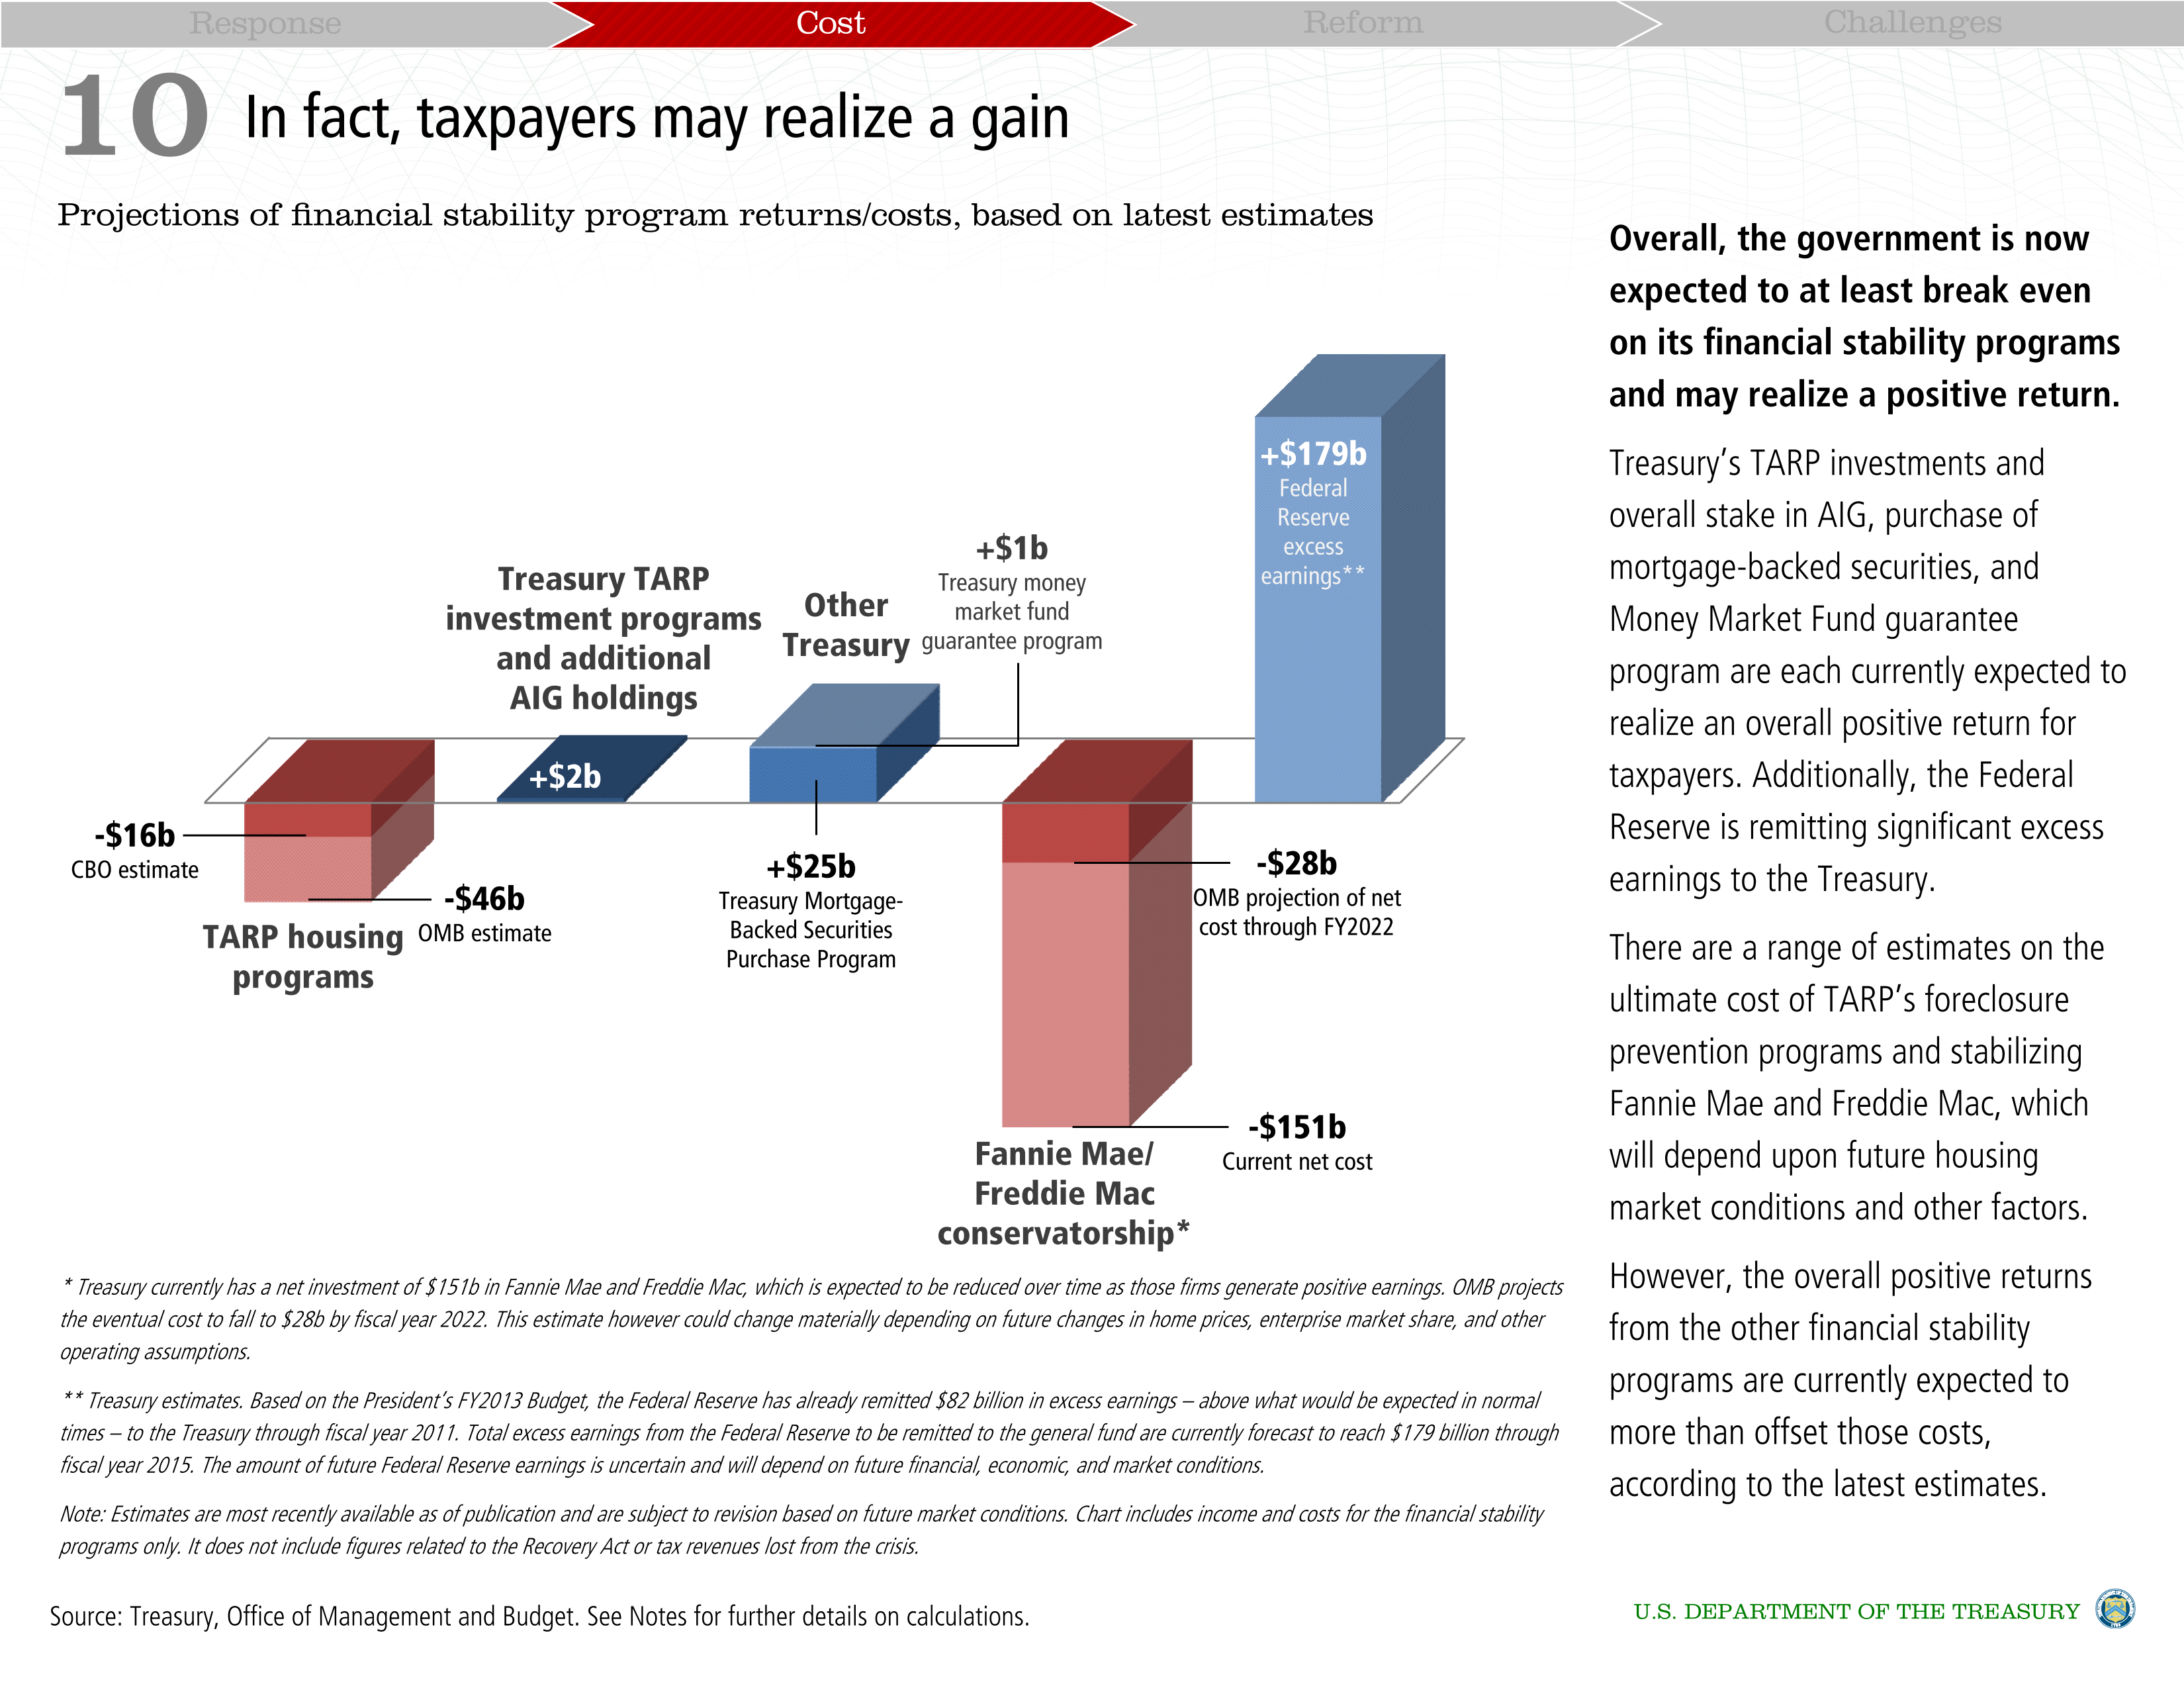 Response
Cost
Reform
Challenges
10 In fact, taxpayers may realize a gain
Projections of financial stability program returns/costs, based on latest estimates
Treasury TARP
investment programs
and additional
AIG holdings
+$2b
Other
Treasury
+$1b
Treasury money
market fund
guarantee program
+$179b
Federal
Reserve
excess
earnings**
-$16b
CBO estimate
-$46b
OMB estimate
TARP housing
programs
+$25b
Treasury Mortgage-
Backed Securities
Purchase Program
-$28b
OMB projection of net
cost through FY2022
-$151b
Current net cost
Fannie Mae/
Freddie Mac
conservatorship*
Overall, the government is now
expected to at least break even
on its financial stability programs
and may realize a positive return.
Treasury’s TARP investments and
overall stake in AIG, purchase of
mortgage-backed securities, and
Money Market Fund guarantee
program are each currently expected to
realize an overall positive return for
taxpayers. Additionally, the Federal
Reserve is remitting significant excess
earnings to the Treasury.
There are a range of estimates on the
ultimate cost of TARP’s foreclosure
prevention programs and stabilizing
Fannie Mae and Freddie Mac, which
will depend upon future housing
market conditions and other factors.
However, the overall positive returns
from the other financial stability
programs are currently expected to
more than offset those costs,
according to the latest estimates.
* Treasury currently has a net investment of $151b in Fannie Mae and Freddie Mac, which is expected to be reduced over time as those firms generate positive earnings. OMB projects
the eventual cost to fall to $28b by fiscal year 2022. This estimate however could change materially depending on future changes in home prices, enterprise market share, and other
operating assumptions.
** Treasury estimates. Based on the President’s FY2013 Budget, the Federal Reserve has already remitted $82 billion in excess earnings – above what would be expected in normal
times – to the Treasury through fiscal year 2011. Total excess earnings from the Federal Reserve to be remitted to the general fund are currently forecast to reach $179 billion through
fiscal year 2015. The amount of future Federal Reserve earnings is uncertain and will depend on future financial, economic, and market conditions.
Note: Estimates are most recently available as of publication and are subject to revision based on future market conditions. Chart includes income and costs for the financial stability
programs only. It does not include figures related to the Recovery Act or tax revenues lost from the crisis.
Source: Treasury, Office of Management and Budget. See Notes for further details on calculations.
U.S. DEPARTMENT OF THE TREASURY